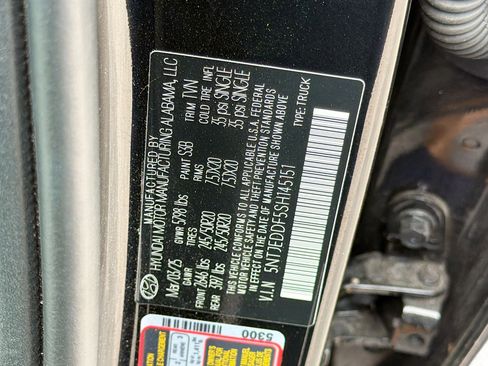 MANUFACTURED BY TVN
HYUNDAI MOTOR MANUFACTURING ALABAMA, LLC
Mar/03/25 GVWR 5798 lbs PAINT S3B
TIRES RIMS COLD TIRE INFL
FRONT 2646 lbs 245/50R20 7.5JX20 35 psi SINGLE
REAR 3197 lbs 245/50R20 7.5JX20 35 psi SINGLE
THIS VEHICLE CONFORMS TO ALL APPLICABLE U.S.A. FEDERAL
MOTOR VEHICLE SAFETY, BUMPER AND THEFT PREVENTION STANDARDS
IN EFFECT ON THE DATE OF MANUFACTURE SHOWN ABOVE
V.I.N 5NTJEDDF5SH145151 TYPE: TRUCK
5300